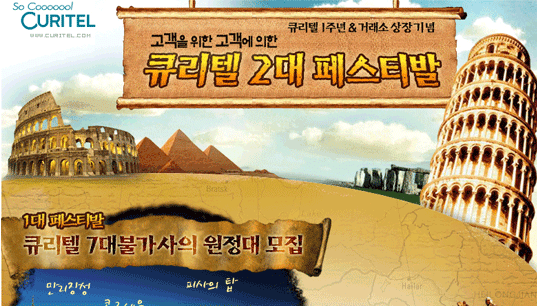 So Cooooool
CURITEL
WWW.CURITEL.COM
큐리텔 1주년 & 거래소 상장 기념
고객을 위한 고객에 의한
큐리텔 2대 페스티발
1대 페스티발
큐리텔 7대불가사의 원정대 모집
만리장성
피사의 탑